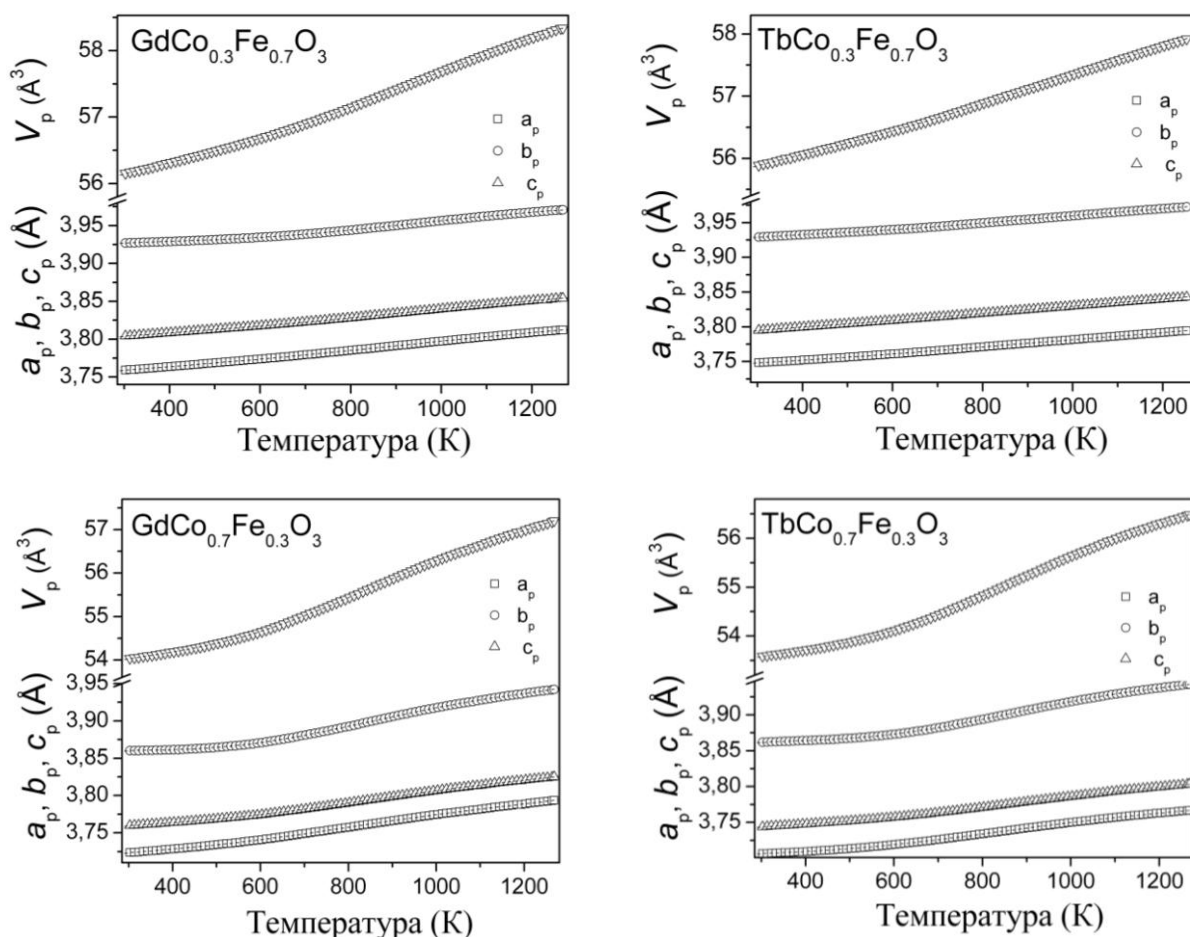 GdCo0.3Fe0.7O3
Vp (Å3)
58
57
56
ap
bp
cp
ap, bp, cp (Å)
3,95
3,90
3,85
3,80
3,75
400 600 800 1000 1200
Температура (К)
TbCo0.3Fe0.7O3
Vp (Å3)
58
57
56
ap
bp
cp
ap, bp, cp (Å)
3,95
3,90
3,85
3,80
3,75
400 600 800 1000 1200
Температура (К)
GdCo0.7Fe0.3O3
Vp (Å3)
57
56
55
54
ap
bp
cp
ap, bp, cp (Å)
3,95
3,90
3,85
3,80
3,75
400 600 800 1000 1200
Температура (К)
TbCo0.7Fe0.3O3
Vp (Å3)
56
55
54
ap
bp
cp
ap, bp, cp (Å)
3,90
3,85
3,80
3,75
400 600 800 1000 1200
Температура (К)